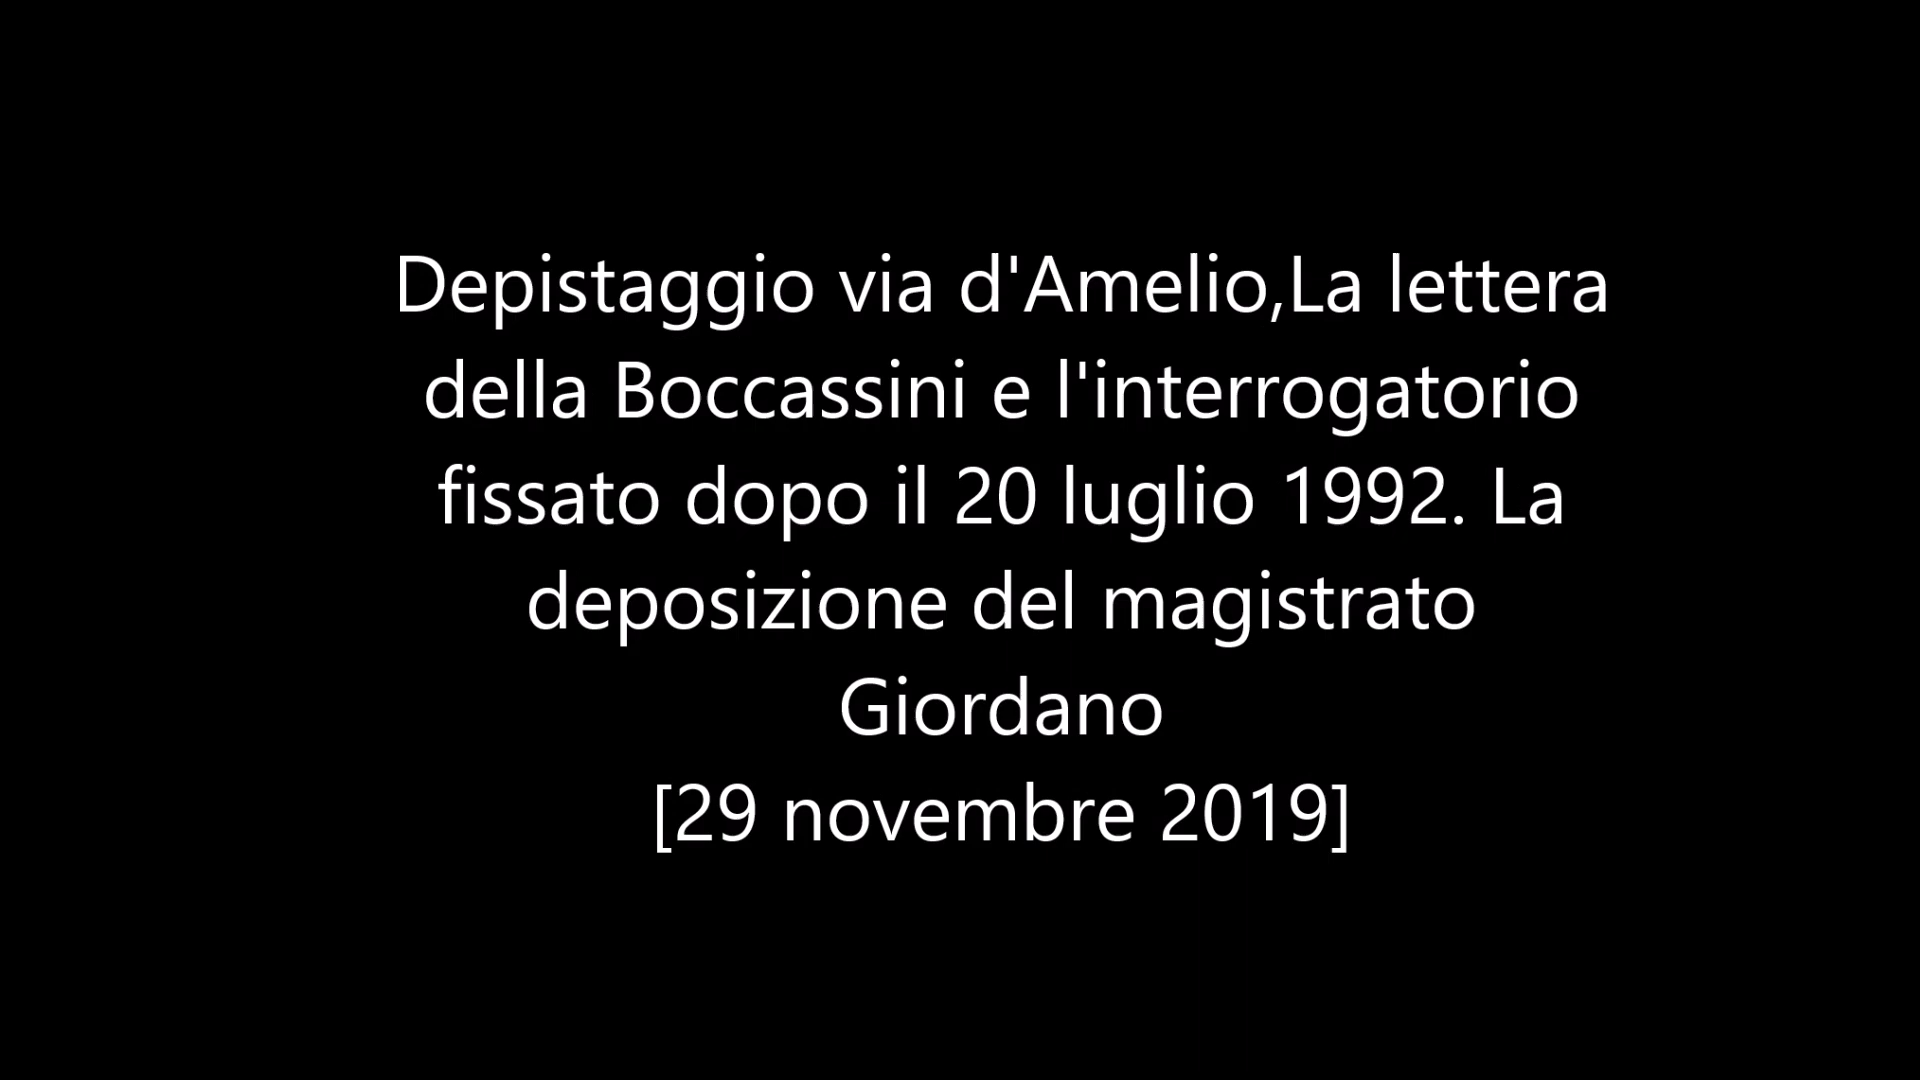 Depistaggio via d'Amelio,La lettera
della Boccassini e l'interrogatorio
fissato dopo il 20 luglio 1992. La
deposizione del magistrato
Giordano
[29 novembre 2019]